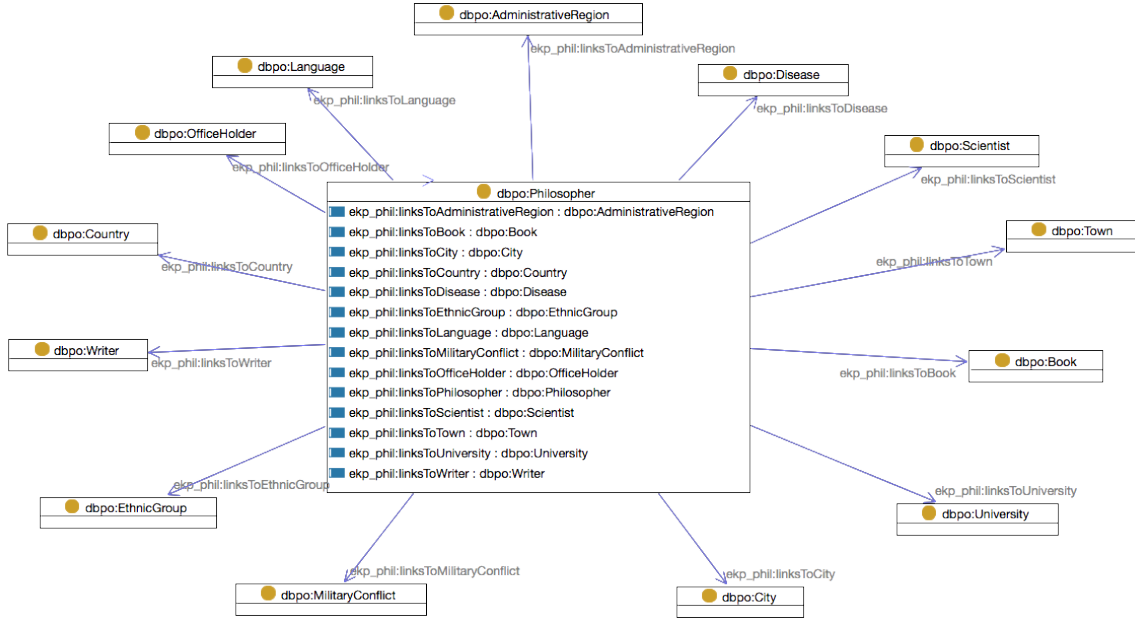 dbpo:AdministrativeRegion
ekp_phil:linksToAdministrativeRegion
dbpo:Language
ekp_phil:linksToLanguage
dbpo:Disease
ekp_phil:linksToDisease
dbpo:OfficeHolder
ekp_phil:linksToOfficeHolder
dbpo:Scientist
ekp_phil:linksToScientist
dbpo:Philosopher
ekp_phil:linksToAdministrativeRegion : dbpo:AdministrativeRegion
ekp_phil:linksToBook : dbpo:Book
ekp_phil:linksToCity : dbpo:City
ekp_phil:linksToCountry : dbpo:Country
ekp_phil:linksToDisease : dbpo:Disease
ekp_phil:linksToEthnicGroup : dbpo:EthnicGroup
ekp_phil:linksToLanguage : dbpo:Language
ekp_phil:linksToMilitaryConflict : dbpo:MilitaryConflict
ekp_phil:linksToOfficeHolder : dbpo:OfficeHolder
ekp_phil:linksToPhilosopher : dbpo:Philosopher
ekp_phil:linksToScientist : dbpo:Scientist
ekp_phil:linksToTown : dbpo:Town
ekp_phil:linksToUniversity : dbpo:University
ekp_phil:linksToWriter : dbpo:Writer
dbpo:Country
ekp_phil:linksToCountry
dbpo:Town
ekp_phil:linksToTown
dbpo:Writer
ekp_phil:linksToWriter
dbpo:Book
ekp_phil:linksToBook
ekp_phil:linksToEthnicGroup
dbpo:EthnicGroup
ekp_phil:linksToUniversity
dbpo:University
ekp_phil:linksToMilitaryConflict
dbpo:MilitaryConflict
ekp_phil:linksToCity
dbpo:City